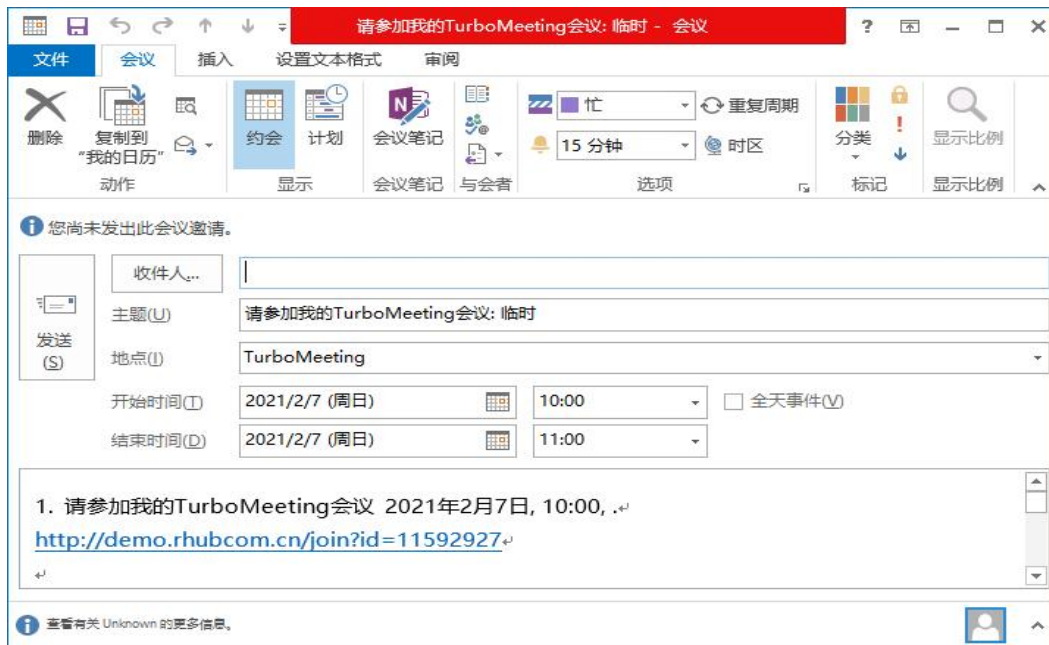 请参加我的TurboMeeting会议: 临时 - 会议 ?
文件 会议 插入 设置文本格式 审阅
删除 复制到 "我的日历" 约会 计划 会议笔记 忙 重复周期 分类 显示比例
15 分钟 时区
动作 显示 会议笔记 与会者 选项 标记 显示比例
您尚未发出此会议邀请。
收件人...
发送(S)
主题(U) 请参加我的TurboMeeting会议: 临时
地点(I) TurboMeeting
开始时间(T) 2021/2/7 (周日) 10:00 全天事件(V)
结束时间(D) 2021/2/7 (周日) 11:00
1. 请参加我的TurboMeeting会议 2021年2月7日, 10:00, .
http://demo.rhubcom.cn/join?id=11592927
查看有关 Unknown 的更多信息。